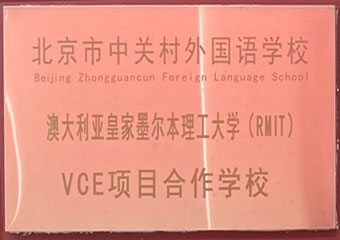 北京市中关村外国语学校
Beijing Zhongguancun Foreign Language School
澳大利亚皇家墨尔本理工大学（RMIT）
VCE项目合作学校